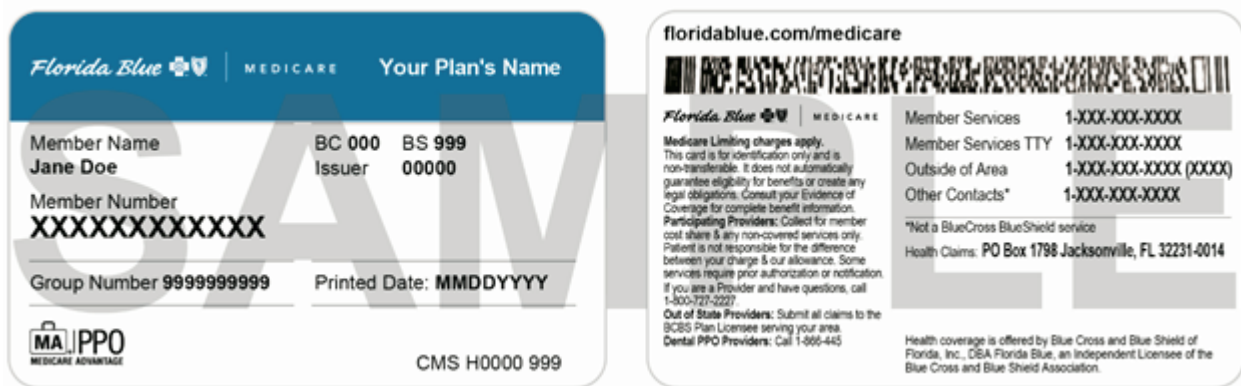 Florida Blue MEDICARE Your Plan's Name
Member Name
Jane Doe
BC 000 BS 999
Issuer 00000
Member Number
XXXXXXXXXXXX
Group Number 9999999999
Printed Date: MMDDYYYY
MA PPO
MEDICARE ADVANTAGE
CMS H0000 999
floridablue.com/medicare
Florida Blue MEDICARE
Medicare Limiting charges apply.
This card is for identification only and is
non-transferable. It does not automatically
guarantee eligibility for benefits or create any
legal obligations. Consult your Evidence of
Coverage for complete benefit information.
Participating Providers: Collect for member
cost share & any non-covered services only.
Patient is not responsible for the difference
between your charge & our allowance. Some
services require prior authorization or notification.
If you are a Provider and have questions, call
1-800-727-2227.
Out of State Providers: Submit all claims to the
BCBS Plan Licensee serving your area.
Dental PPO Providers: Call 1-866-445
Member Services 1-XXX-XXX-XXXX
Member Services TTY 1-XXX-XXX-XXXX
Outside of Area 1-XXX-XXX-XXXX (XXXX)
Other Contacts* 1-XXX-XXX-XXXX
*Not a BlueCross BlueShield service
Health Claims: PO Box 1798 Jacksonville, FL 32231-0014
Health coverage is offered by Blue Cross and Blue Shield of
Florida, Inc., DBA Florida Blue, an Independent Licensee of the
Blue Cross and Blue Shield Association.
SAMPLE